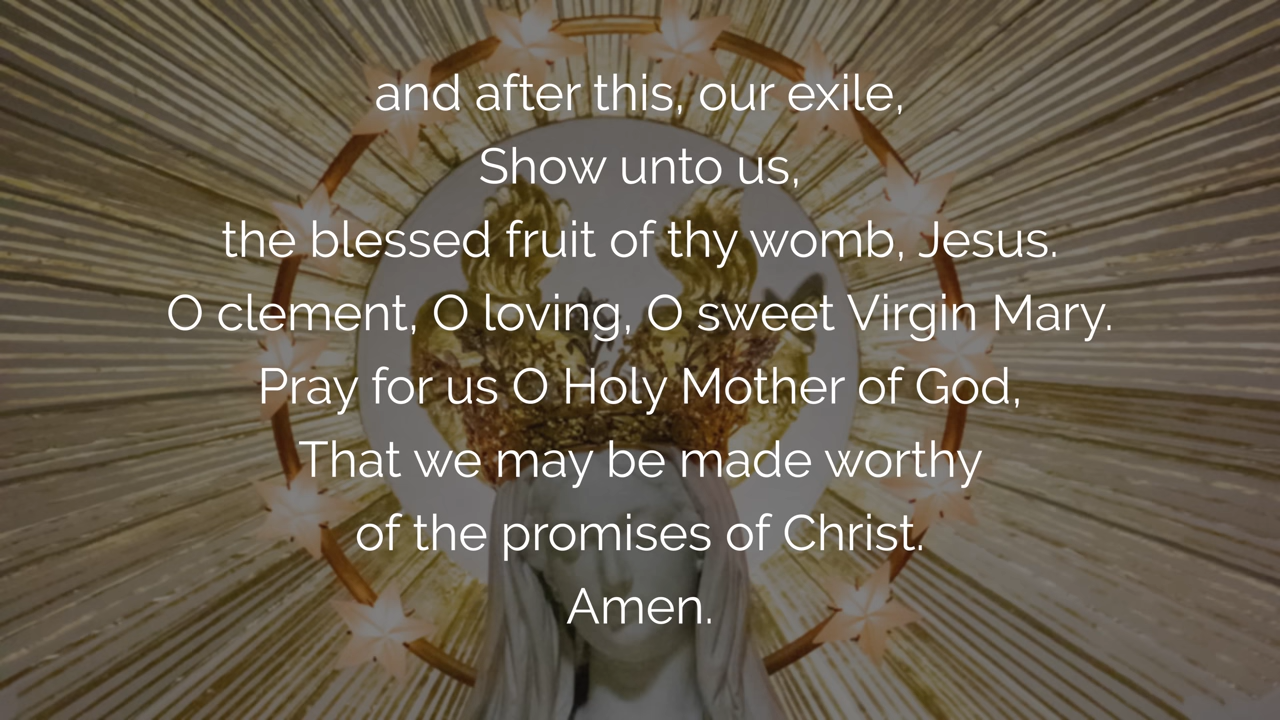 and after this, our exile,
Show unto us,
the blessed fruit of thy womb, Jesus.
O clement, O loving, O sweet Virgin Mary.
Pray for us O Holy Mother of God,
That we may be made worthy
of the promises of Christ.
Amen.